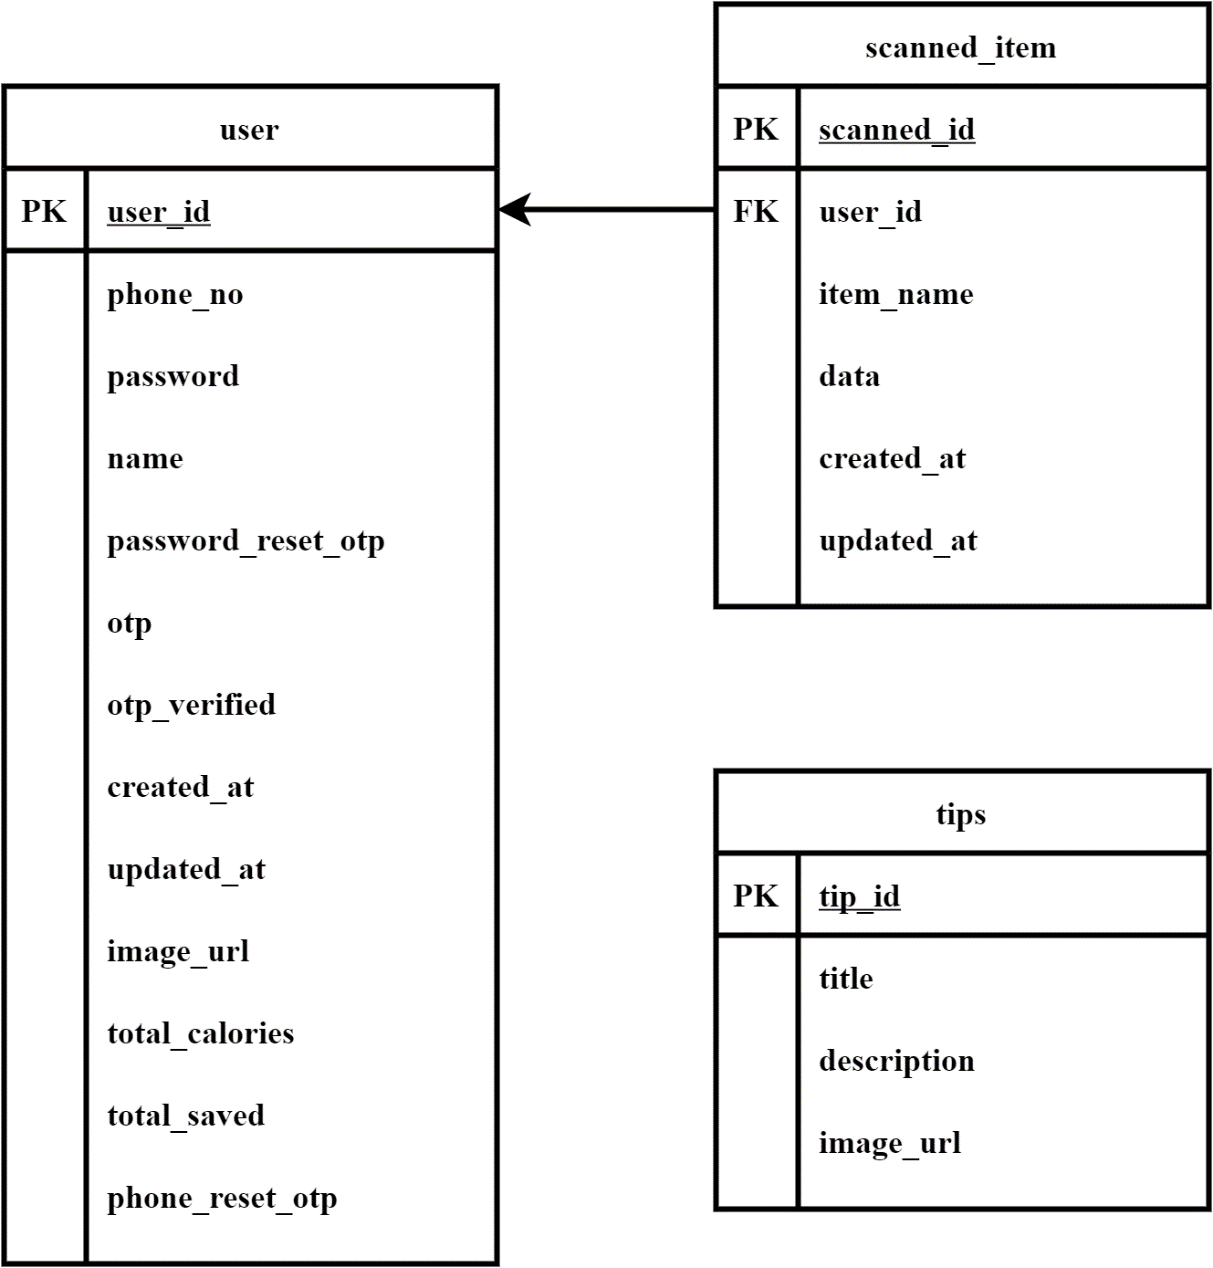 user
PK user_id
phone_no
password
name
password_reset_otp
otp
otp_verified
created_at
updated_at
image_url
total_calories
total_saved
phone_reset_otp
scanned_item
PK scanned_id
FK user_id
item_name
data
created_at
updated_at
tips
PK tip_id
title
description
image_url